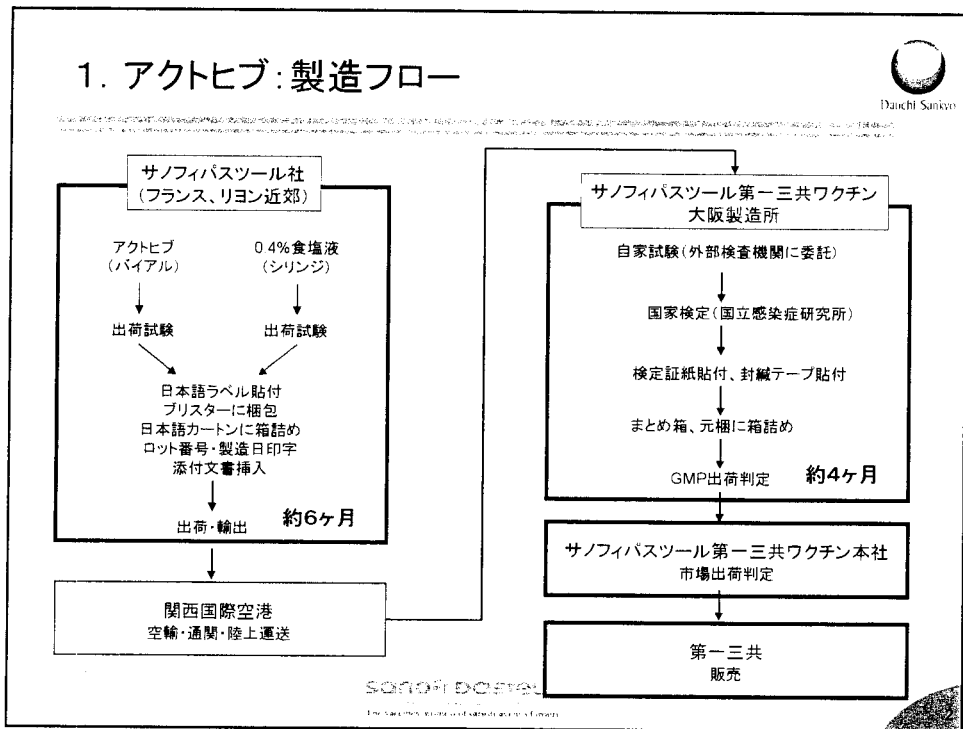 1. アクトヒブ：製造フロー
Daiichi Sankyo
サノフィパスツール社
(フランス、リヨン近郊)
アクトヒブ
(バイアル)
0.4%食塩液
(シリンジ)
出荷試験
出荷試験
日本語ラベル貼付
ブリスターに梱包
日本語カートンに箱詰め
ロット番号・製造日印字
添付文書挿入
出荷・輸出
約6ヶ月
関西国際空港
空輸・通関・陸上運送
サノフィパスツール第一三共ワクチン
大阪製造所
自家試験(外部検査機関に委託)
国家検定(国立感染症研究所)
検定証紙貼付、封緘テープ貼付
まとめ箱、元梱に箱詰め
GMP出荷判定
約4ヶ月
サノフィパスツール第一三共ワクチン本社
市場出荷判定
第一三共
販売
sanofi pasteur
2